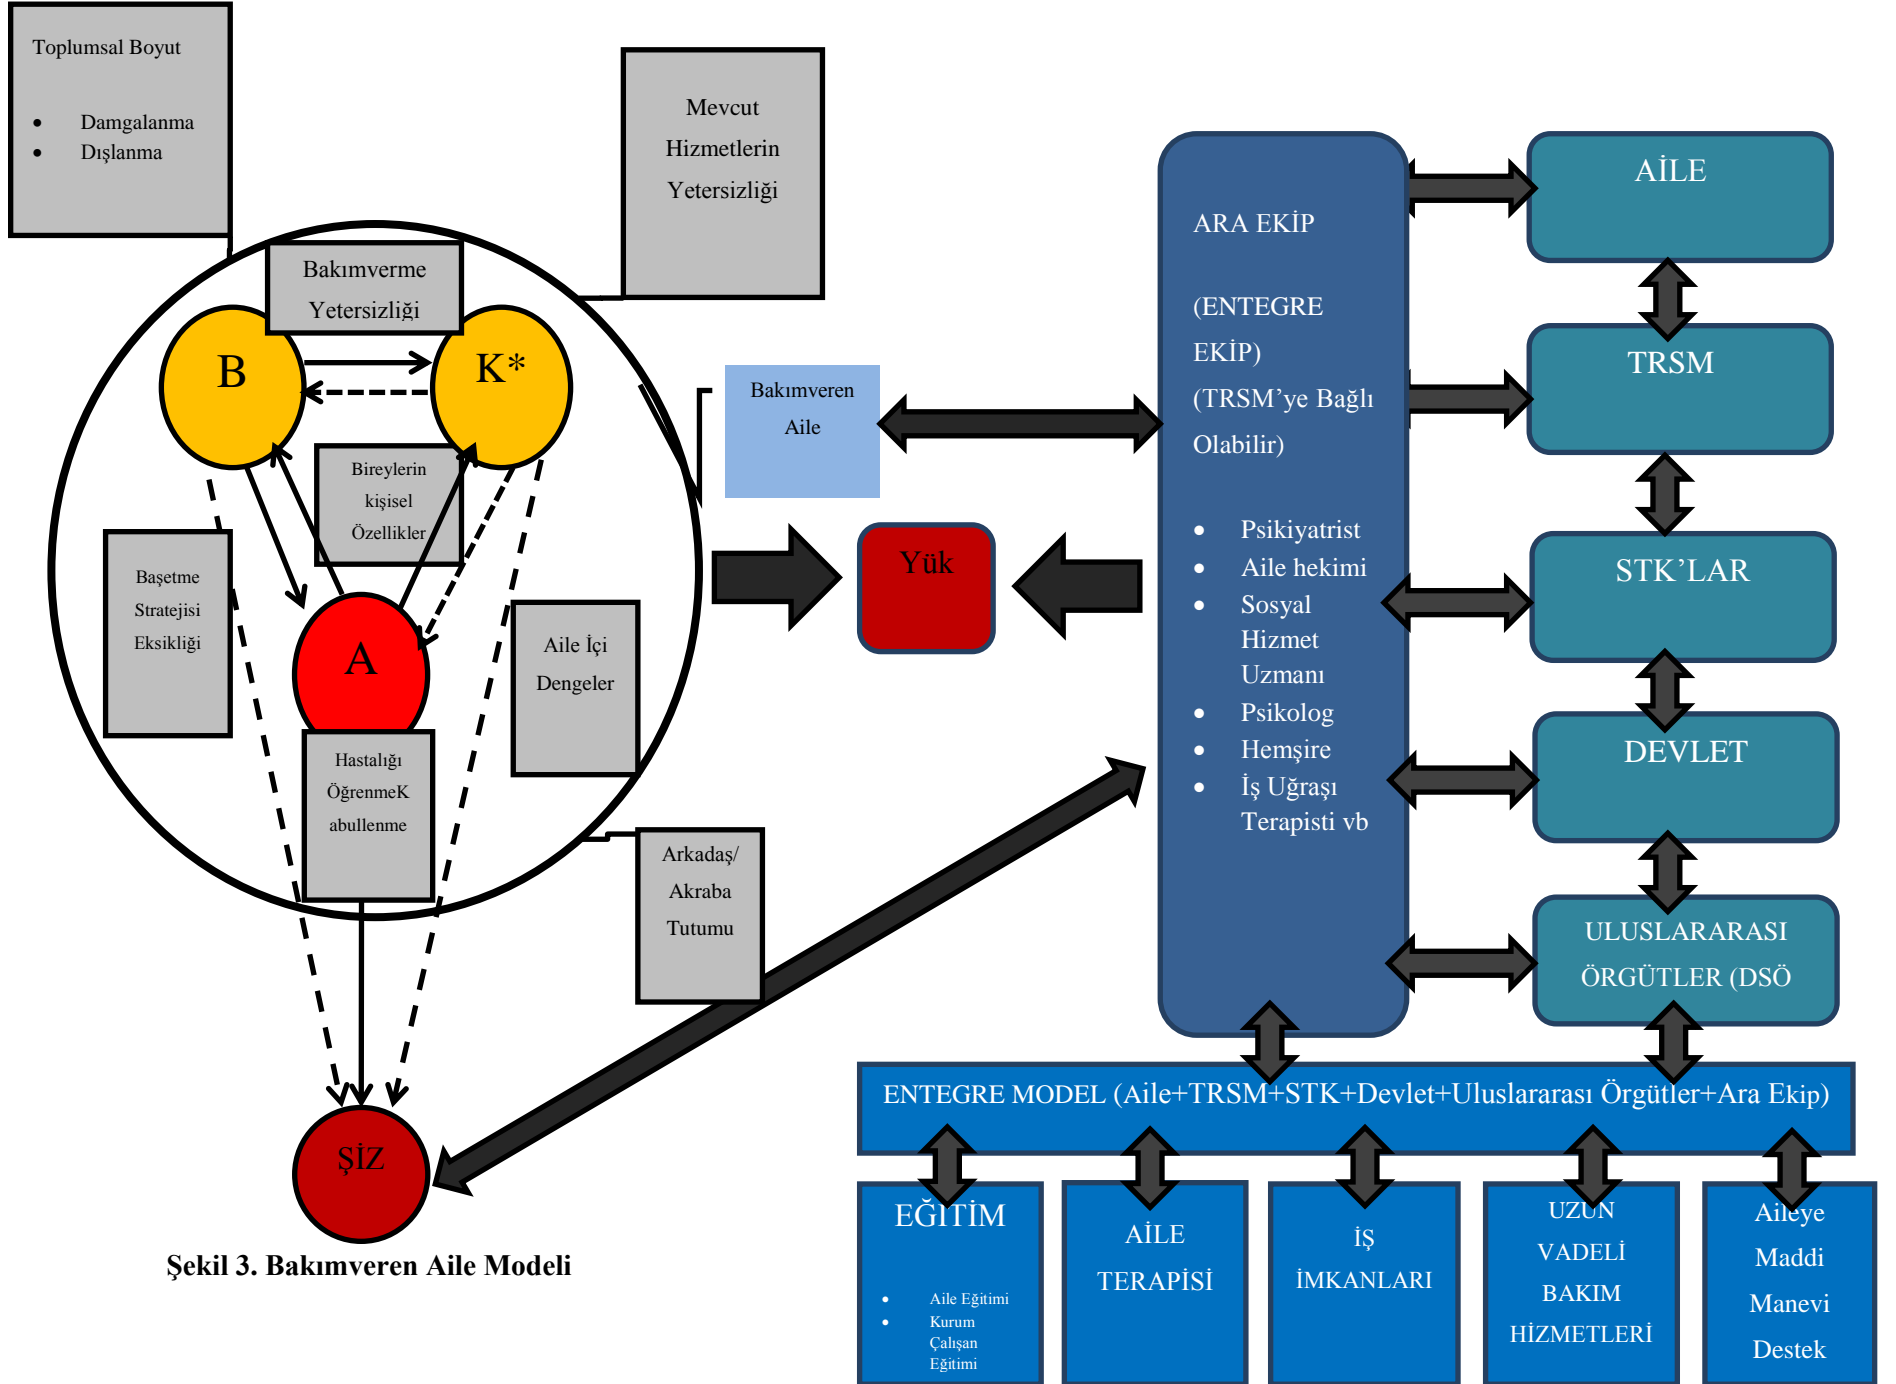 Toplumsal Boyut
• Damgalanma
• Dışlanma
Mevcut
Hizmetlerin
Yetersizliği
Bakımverme
Yetersizliği
B
K*
Bireylerin
kişisel
Özellikler
Başetme
Stratejisi
Eksikliği
A
Aile İçi
Dengeler
Hastalığı
ÖğrenmeK
abullenme
Arkadaş/
Akraba
Tutumu
ŞİZ
Şekil 3. Bakımveren Aile Modeli
Bakımveren
Aile
Yük
ARA EKİP
(ENTEGRE
EKİP)
(TRSM’ye Bağlı
Olabilir)
• Psikiyatrist
• Aile hekimi
• Sosyal
Hizmet
Uzmanı
• Psikolog
• Hemşire
• İş Uğraşı
Terapisti vb
AİLE
TRSM
STK’LAR
DEVLET
ULUSLARARASI
ÖRGÜTLER (DSÖ
ENTEGRE MODEL (Aile+TRSM+STK+Devlet+Uluslararası Örgütler+Ara Ekip)
EĞİTİM
• Aile Eğitimi
• Kurum
Çalışan
Eğitimi
AİLE
TERAPİSİ
İŞ
İMKANLARI
UZUN
VADELİ
BAKIM
HİZMETLERİ
Aileye
Maddi
Manevi
Destek